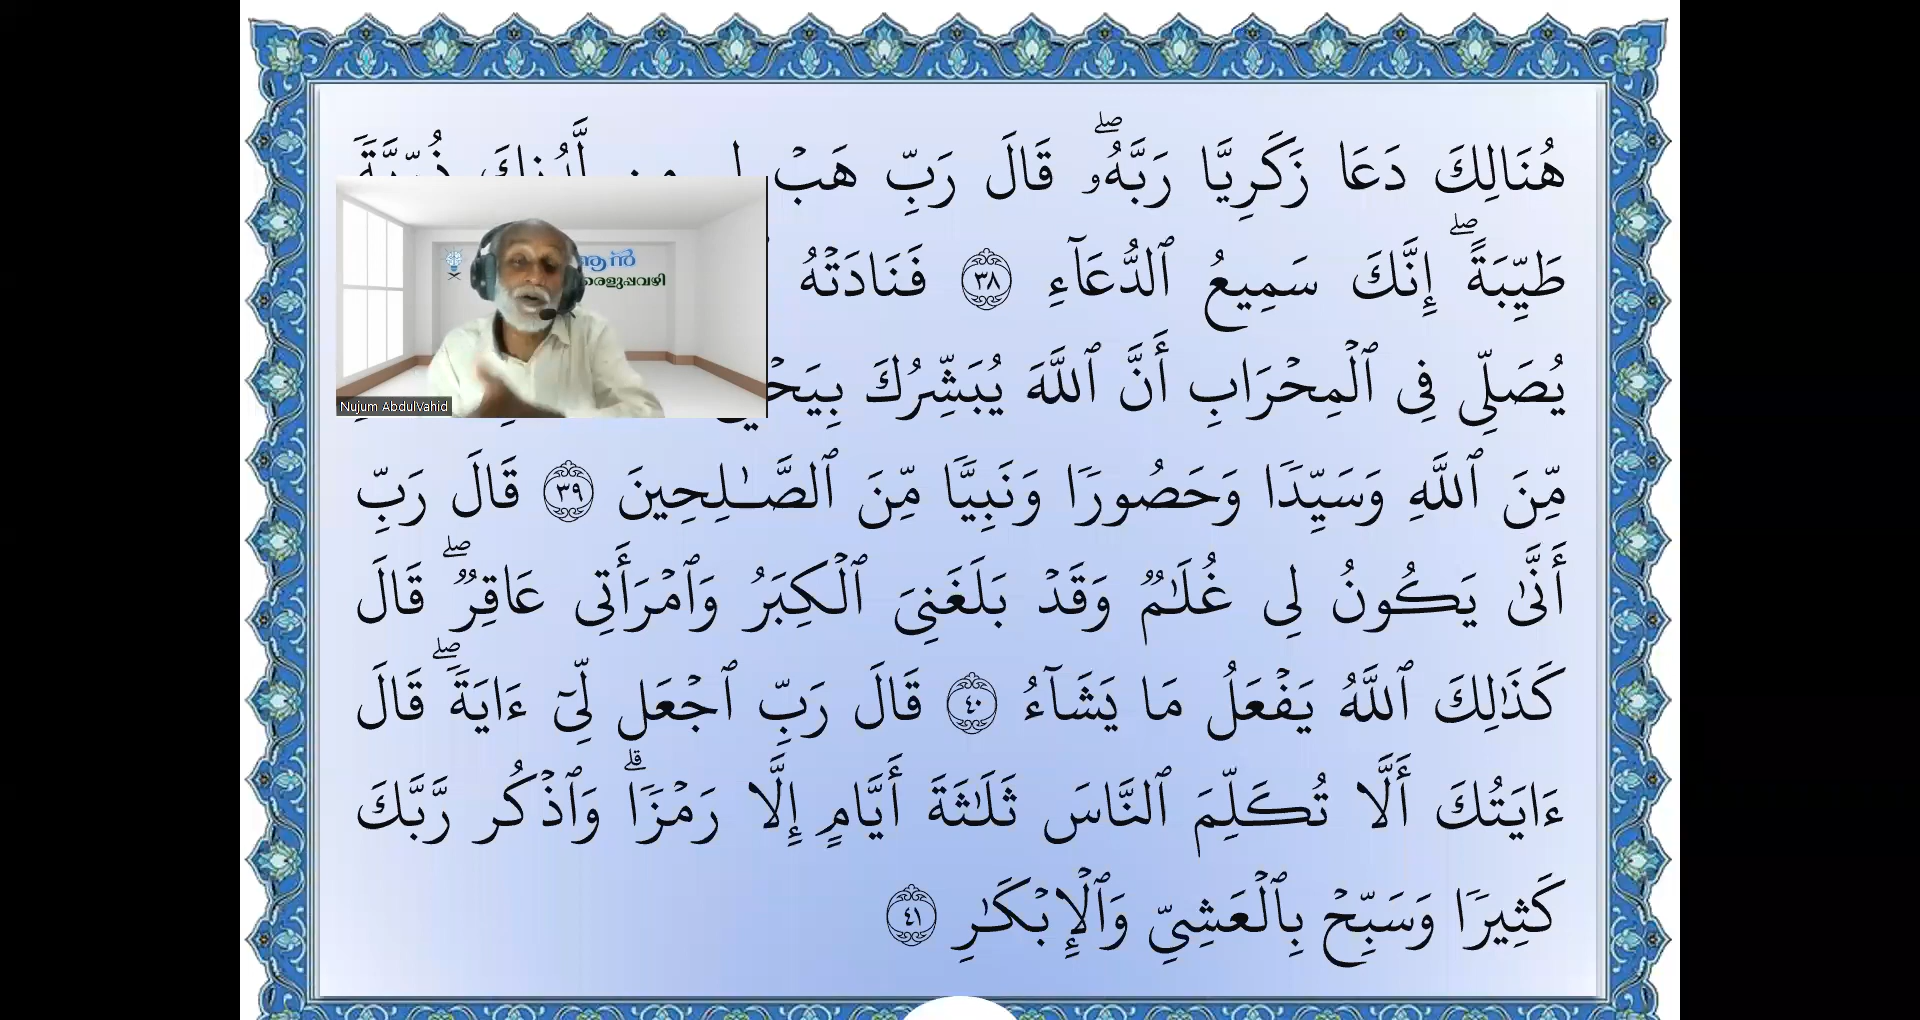 هُنَالِكَ دَعَا زَكَرِيَّا رَبَّهُۥۖ قَالَ رَبِّ هَبۡ
طَيِّبَةًۖ إِنَّكَ سَمِيعُ ٱلدُّعَآءِ ٣٨ فَنَادَتۡهُ
يُصَلِّي فِي ٱلۡمِحۡرَابِ أَنَّ ٱللَّهَ يُبَشِّرُكَ
مِّنَ ٱللَّهِ وَسَيِّدٗا وَحَصُورٗا وَنَبِيّٗا مِّنَ ٱلصَّـٰلِحِينَ ٣٩ قَالَ رَبِّ
أَنَّىٰ يَكُونُ لِي غُلَـٰمٞ وَقَدۡ بَلَغَنِيَ ٱلۡكِبَرُ وَٱمۡرَأَتِي عَاقِرٞۖ قَالَ
كَذَٰلِكَ ٱللَّهُ يَفۡعَلُ مَا يَشَآءُ ٤٠ قَالَ رَبِّ ٱجۡعَل لِّيٓ ءَايَةٗۖ قَالَ
ءَايَتُكَ أَلَّا تُكَلِّمَ ٱلنَّاسَ ثَلَـٰثَةَ أَيَّامٍ إِلَّا رَمۡزٗاۗ وَٱذۡكُر رَّبَّكَ
كَثِيرٗا وَسَبِّحۡ بِٱلۡعَشِيِّ وَٱلۡإِبۡكَـٰرِ ٤١
Nujum AbdulVahid